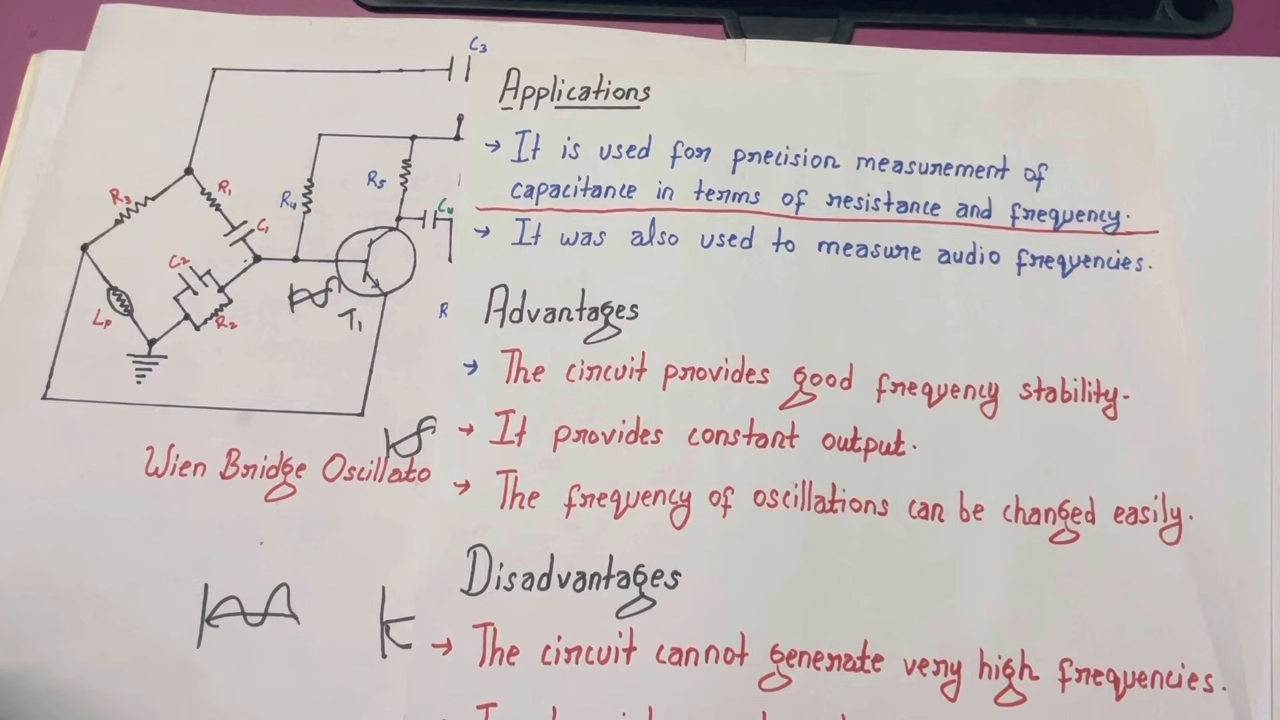 C3
Applications
→ It is used for precision measurement of
capacitance in terms of resistance and frequency.
→ It was also used to measure audio frequencies.
R3
R1
C1
R4
R5
C4
C2
R2
Lp
T1
R
Advantages
→ The circuit provides good frequency stability.
→ It provides constant output.
Wien Bridge Oscillato
→ The frequency of oscillations can be changed easily.
Disadvantages
→ The circuit cannot generate very high frequencies.